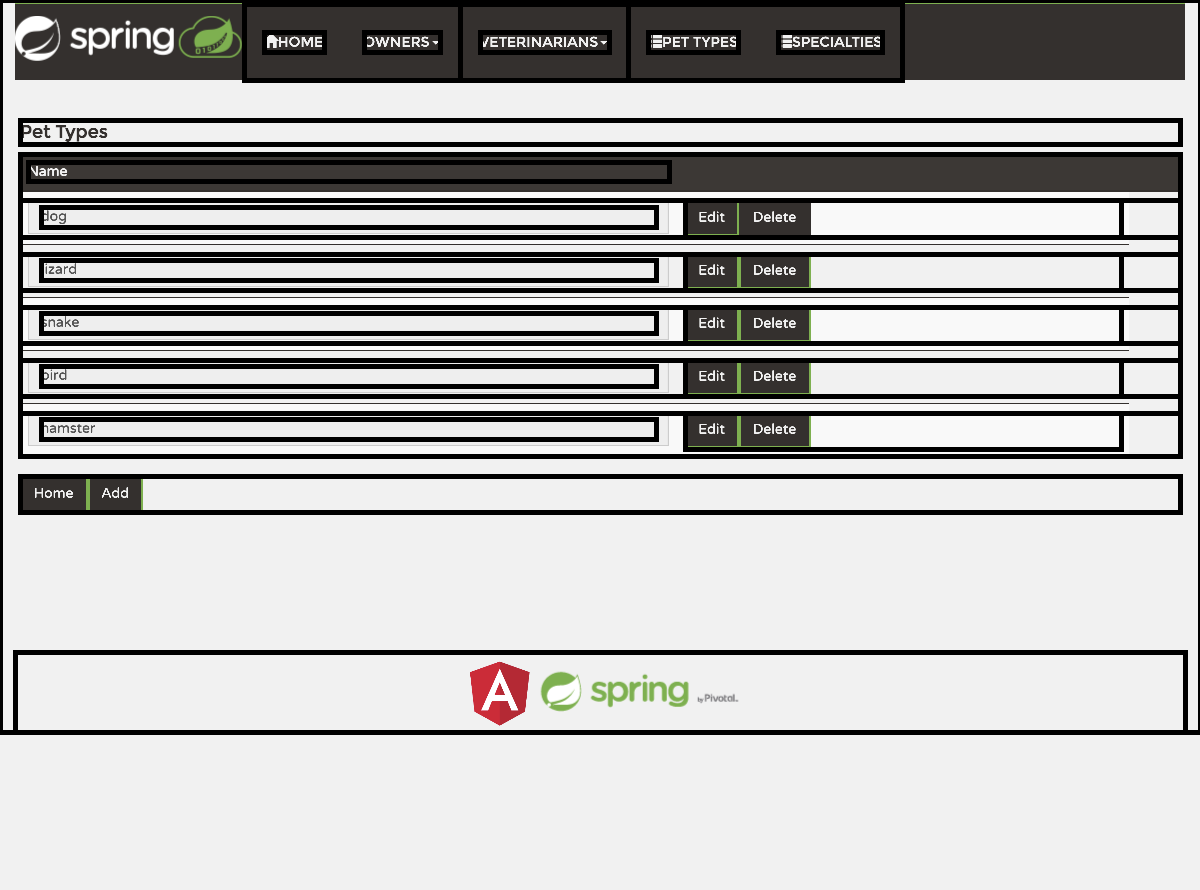 spring
HOME OWNERS VETERINARIANS PET TYPES SPECIALTIES
Pet Types
Name
dog Edit Delete
lizard Edit Delete
snake Edit Delete
bird Edit Delete
hamster Edit Delete
Home Add
A spring by Pivotal.